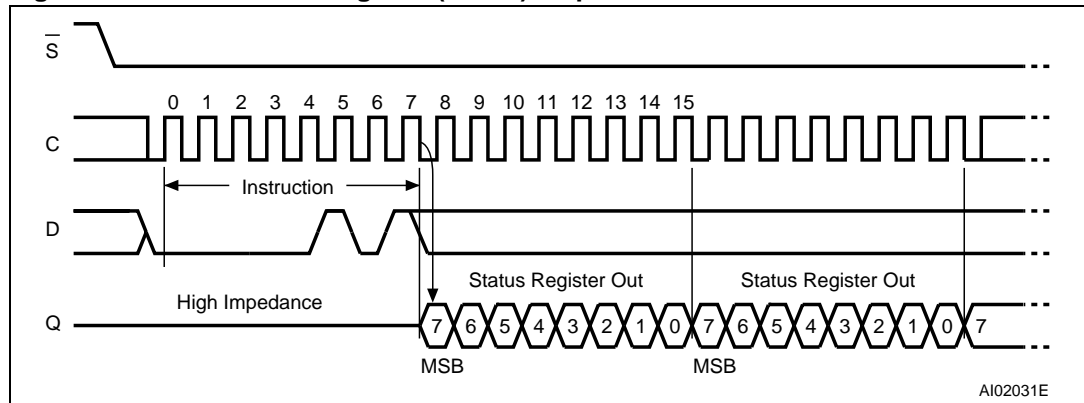 S
0 1 2 3 4 5 6 7 8 9 10 11 12 13 14 15
C
Instruction
D
Status Register Out Status Register Out
High Impedance
Q 7 6 5 4 3 2 1 0 7 6 5 4 3 2 1 0 7
MSB MSB
AI02031E